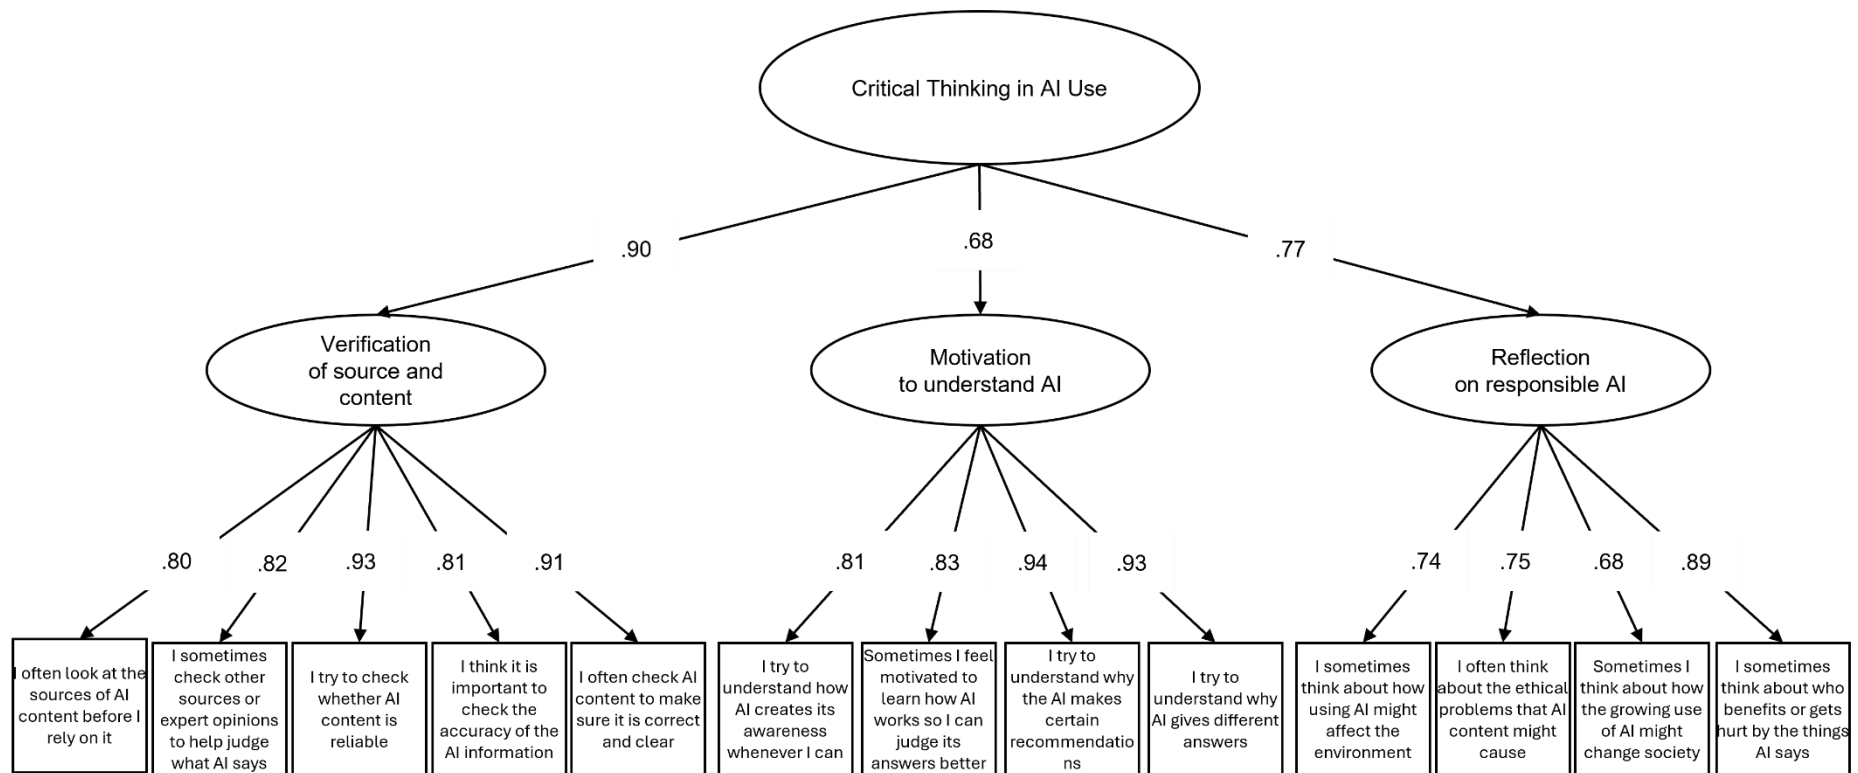 Critical Thinking in AI Use
.90
.68
.77
Verification
of source and
content
Motivation
to understand AI
Reflection
on responsible AI
.80
.82
.93
.81
.91
.81
.83
.94
.93
.74
.75
.68
.89
I often look at the
sources of AI
content before I
rely on it
I sometimes
check other
sources or
expert opinions
to help judge
what AI says
I try to check
whether AI
content is
reliable
I think it is
important to
check the
accuracy of the
AI information
I often check AI
content to make
sure it is correct
and clear
I try to
understand how
AI creates its
awareness
whenever I can
Sometimes I feel
motivated to
learn how AI
works so I can
judge its
answers better
I try to
understand why
the AI makes
certain
recommendatio
ns
I try to
understand why
AI gives different
answers
I sometimes
think about how
using AI might
affect the
environment
I often think
about the ethical
problems that AI
content might
cause
Sometimes I
think about how
the growing use
of AI might
change society
I sometimes
think about who
benefits or gets
hurt by the things
AI says